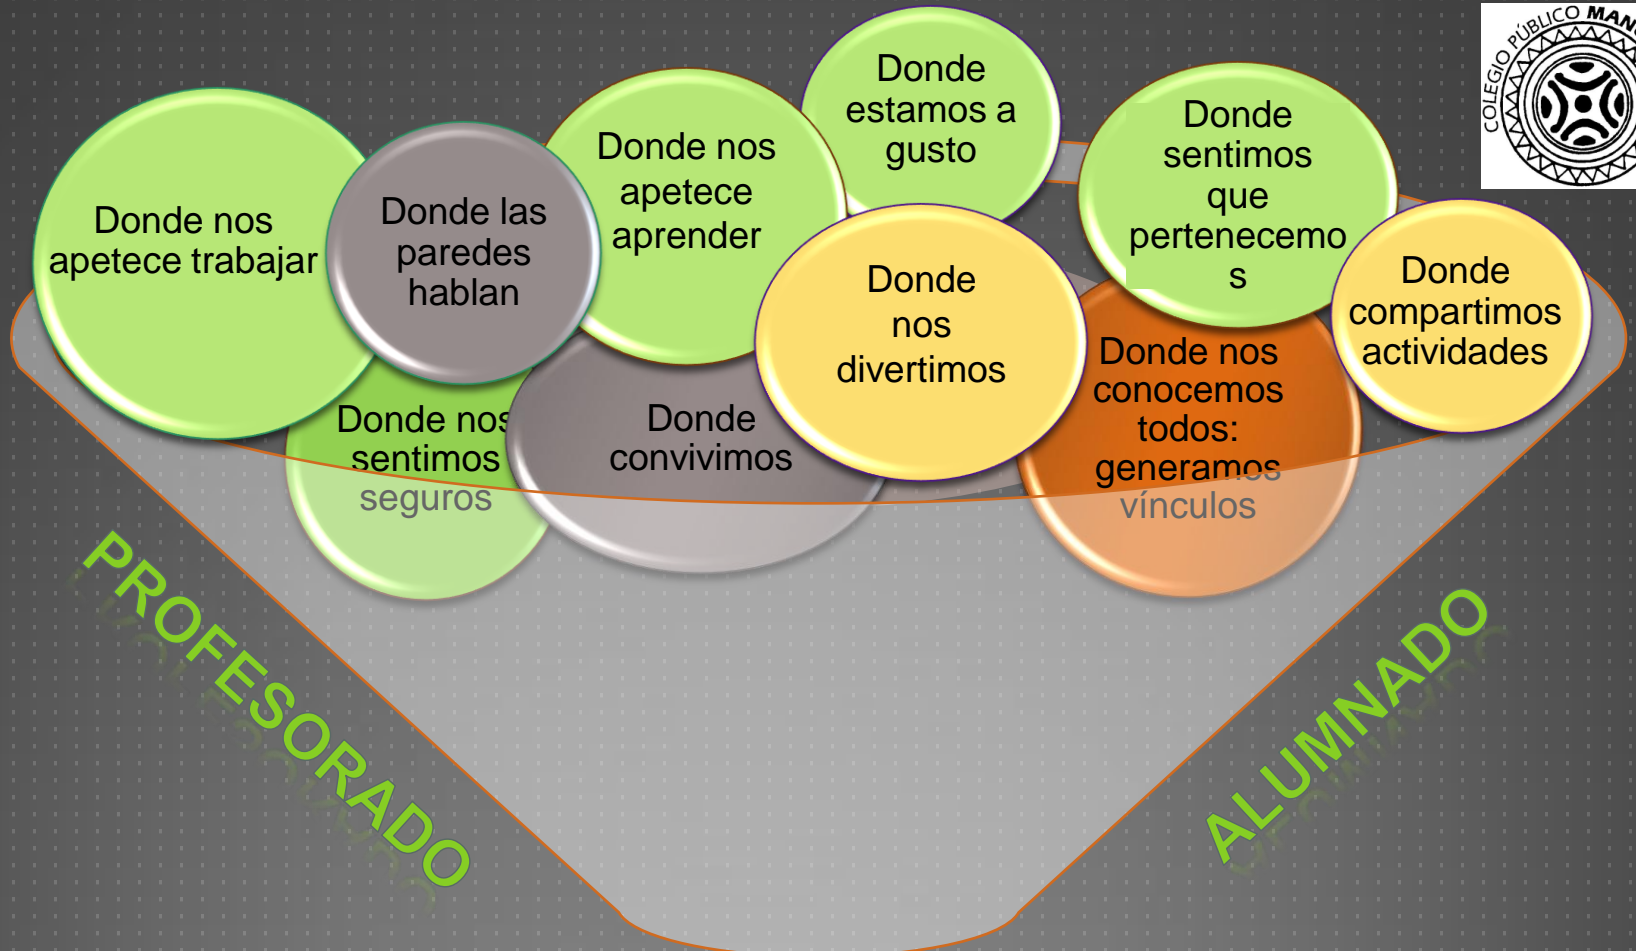 COLEGIO PÚBLICO
Donde nos
apetece trabajar
Donde las
paredes
hablan
Donde nos
apetece
aprender
Donde
estamos a
gusto
Donde
sentimos
que
pertenecemo
s
Donde
compartimos
actividades
Donde
nos
divertimos
Donde nos
sentimos
seguros
Donde
convivimos
Donde nos
conocemos
todos:
generamos
vínculos
PROFESORADO
ALUMNADO